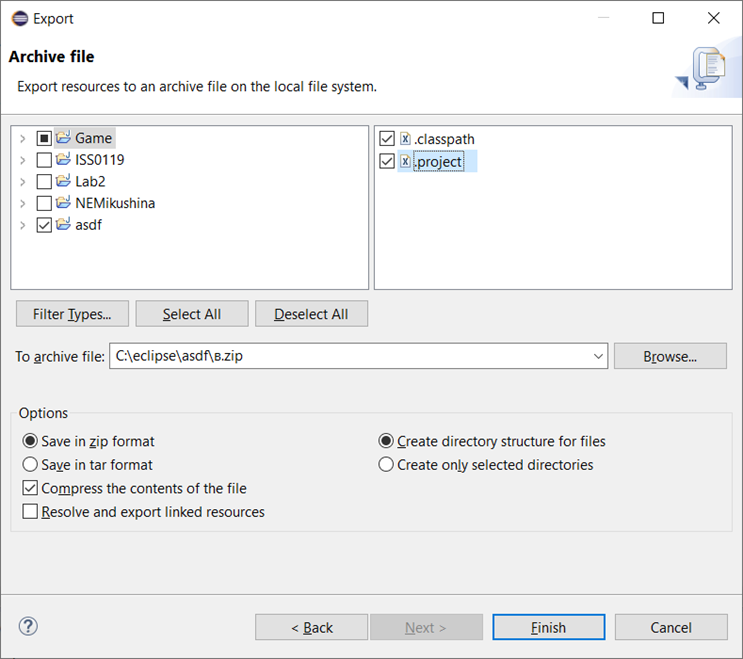 Export
Archive file
Export resources to an archive file on the local file system.
Game
ISS0119
Lab2
NEMikushina
asdf
.classpath
.project
Filter Types...
Select All
Deselect All
To archive file:
C:\eclipse\asdf\в.zip
Browse...
Options
Save in zip format
Save in tar format
Compress the contents of the file
Resolve and export linked resources
Create directory structure for files
Create only selected directories
< Back
Next >
Finish
Cancel